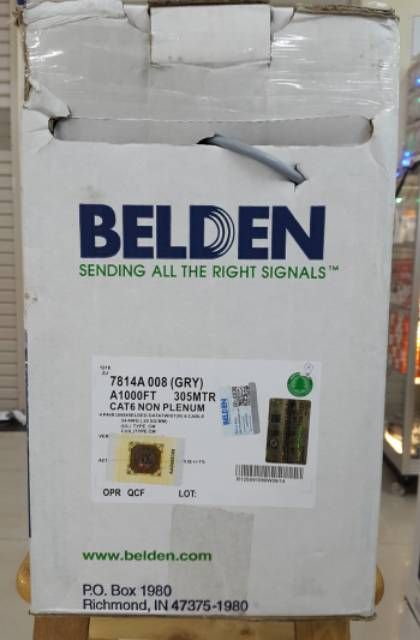 BELDEN
SENDING ALL THE RIGHT SIGNALS™
7814A 008 (GRY)
A1000FT 305MTR
CAT6 NON PLENUM
OPR QCF LOT:
www.belden.com
P.O. Box 1980
Richmond, IN 47375-1980